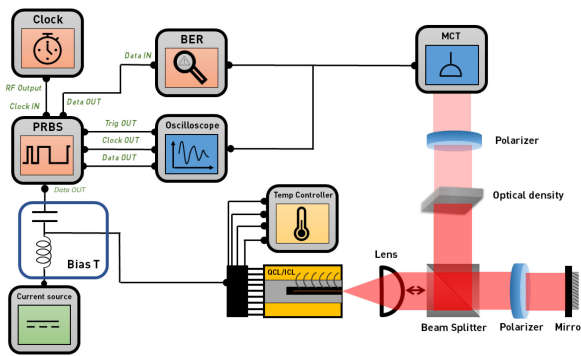 Clock
BER
MCT
Data IN
RF Output
Data OUT
Clock IN
PRBS
Trig OUT
Oscilloscope
Clock OUT
Data OUT
Polarizer
Data OUT
Temp Controller
Optical density
Bias T
QCL/ICL
Lens
Current source
Beam Splitter
Polarizer
Mirro